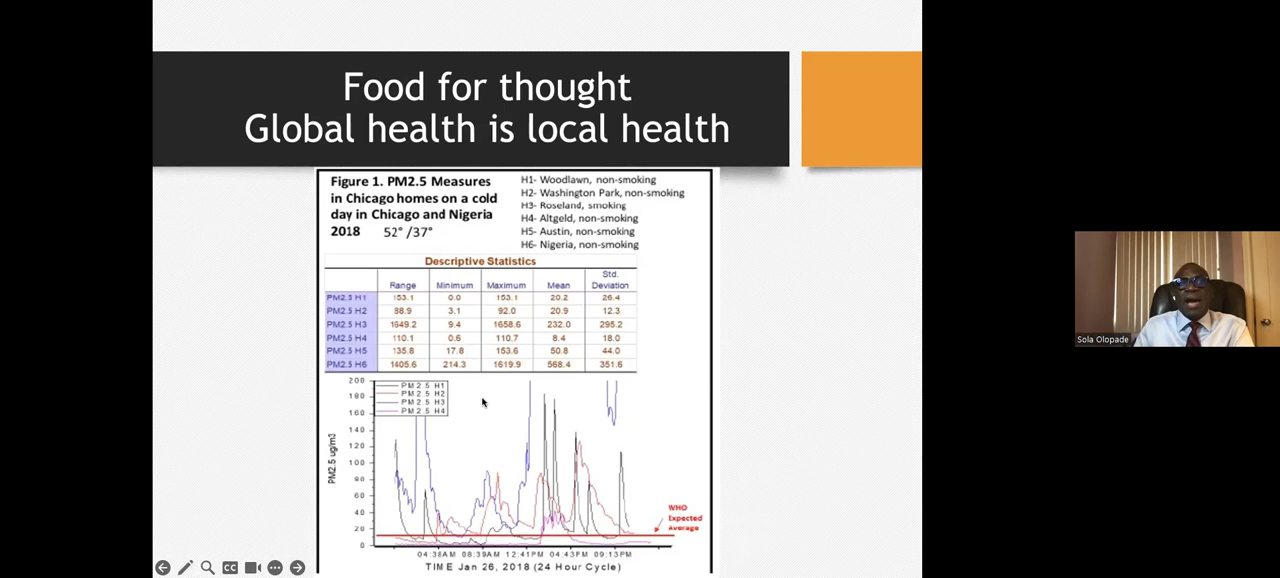 Food for thought
Global health is local health
Figure 1. PM2.5 Measures
in Chicago homes on a cold
day in Chicago and Nigeria
2018 52° /37°
H1- Woodlawn, non-smoking
H2- Washington Park, non-smoking
H3- Roseland, smoking
H4- Altgeld, non-smoking
H5- Austin, non-smoking
H6- Nigeria, non-smoking
Descriptive Statistics
Range Minimum Maximum Mean Std. Deviation
PM2.5 H1 153.1 0.0 153.1 20.2 26.4
PM2.5 H2 88.9 3.1 92.0 20.9 12.3
PM2.5 H3 1649.2 9.4 1658.6 232.0 295.2
PM2.5 H4 110.1 0.6 110.7 8.4 18.0
PM2.5 H5 135.8 17.8 153.6 50.8 44.0
PM2.5 H6 1405.6 214.3 1619.9 568.4 351.6
PM 2.5 H1
PM 2.5 H2
PM 2.5 H3
PM 2.5 H4
PM2.5 ug/m3
200
180
160
140
120
100
80
60
40
20
0
WHO
Expected
Average
04:38AM 08:39AM 12:41PM 04:43PM 09:13PM
TIME Jan 26, 2018 (24 Hour Cycle)
CC
Sola Olopade